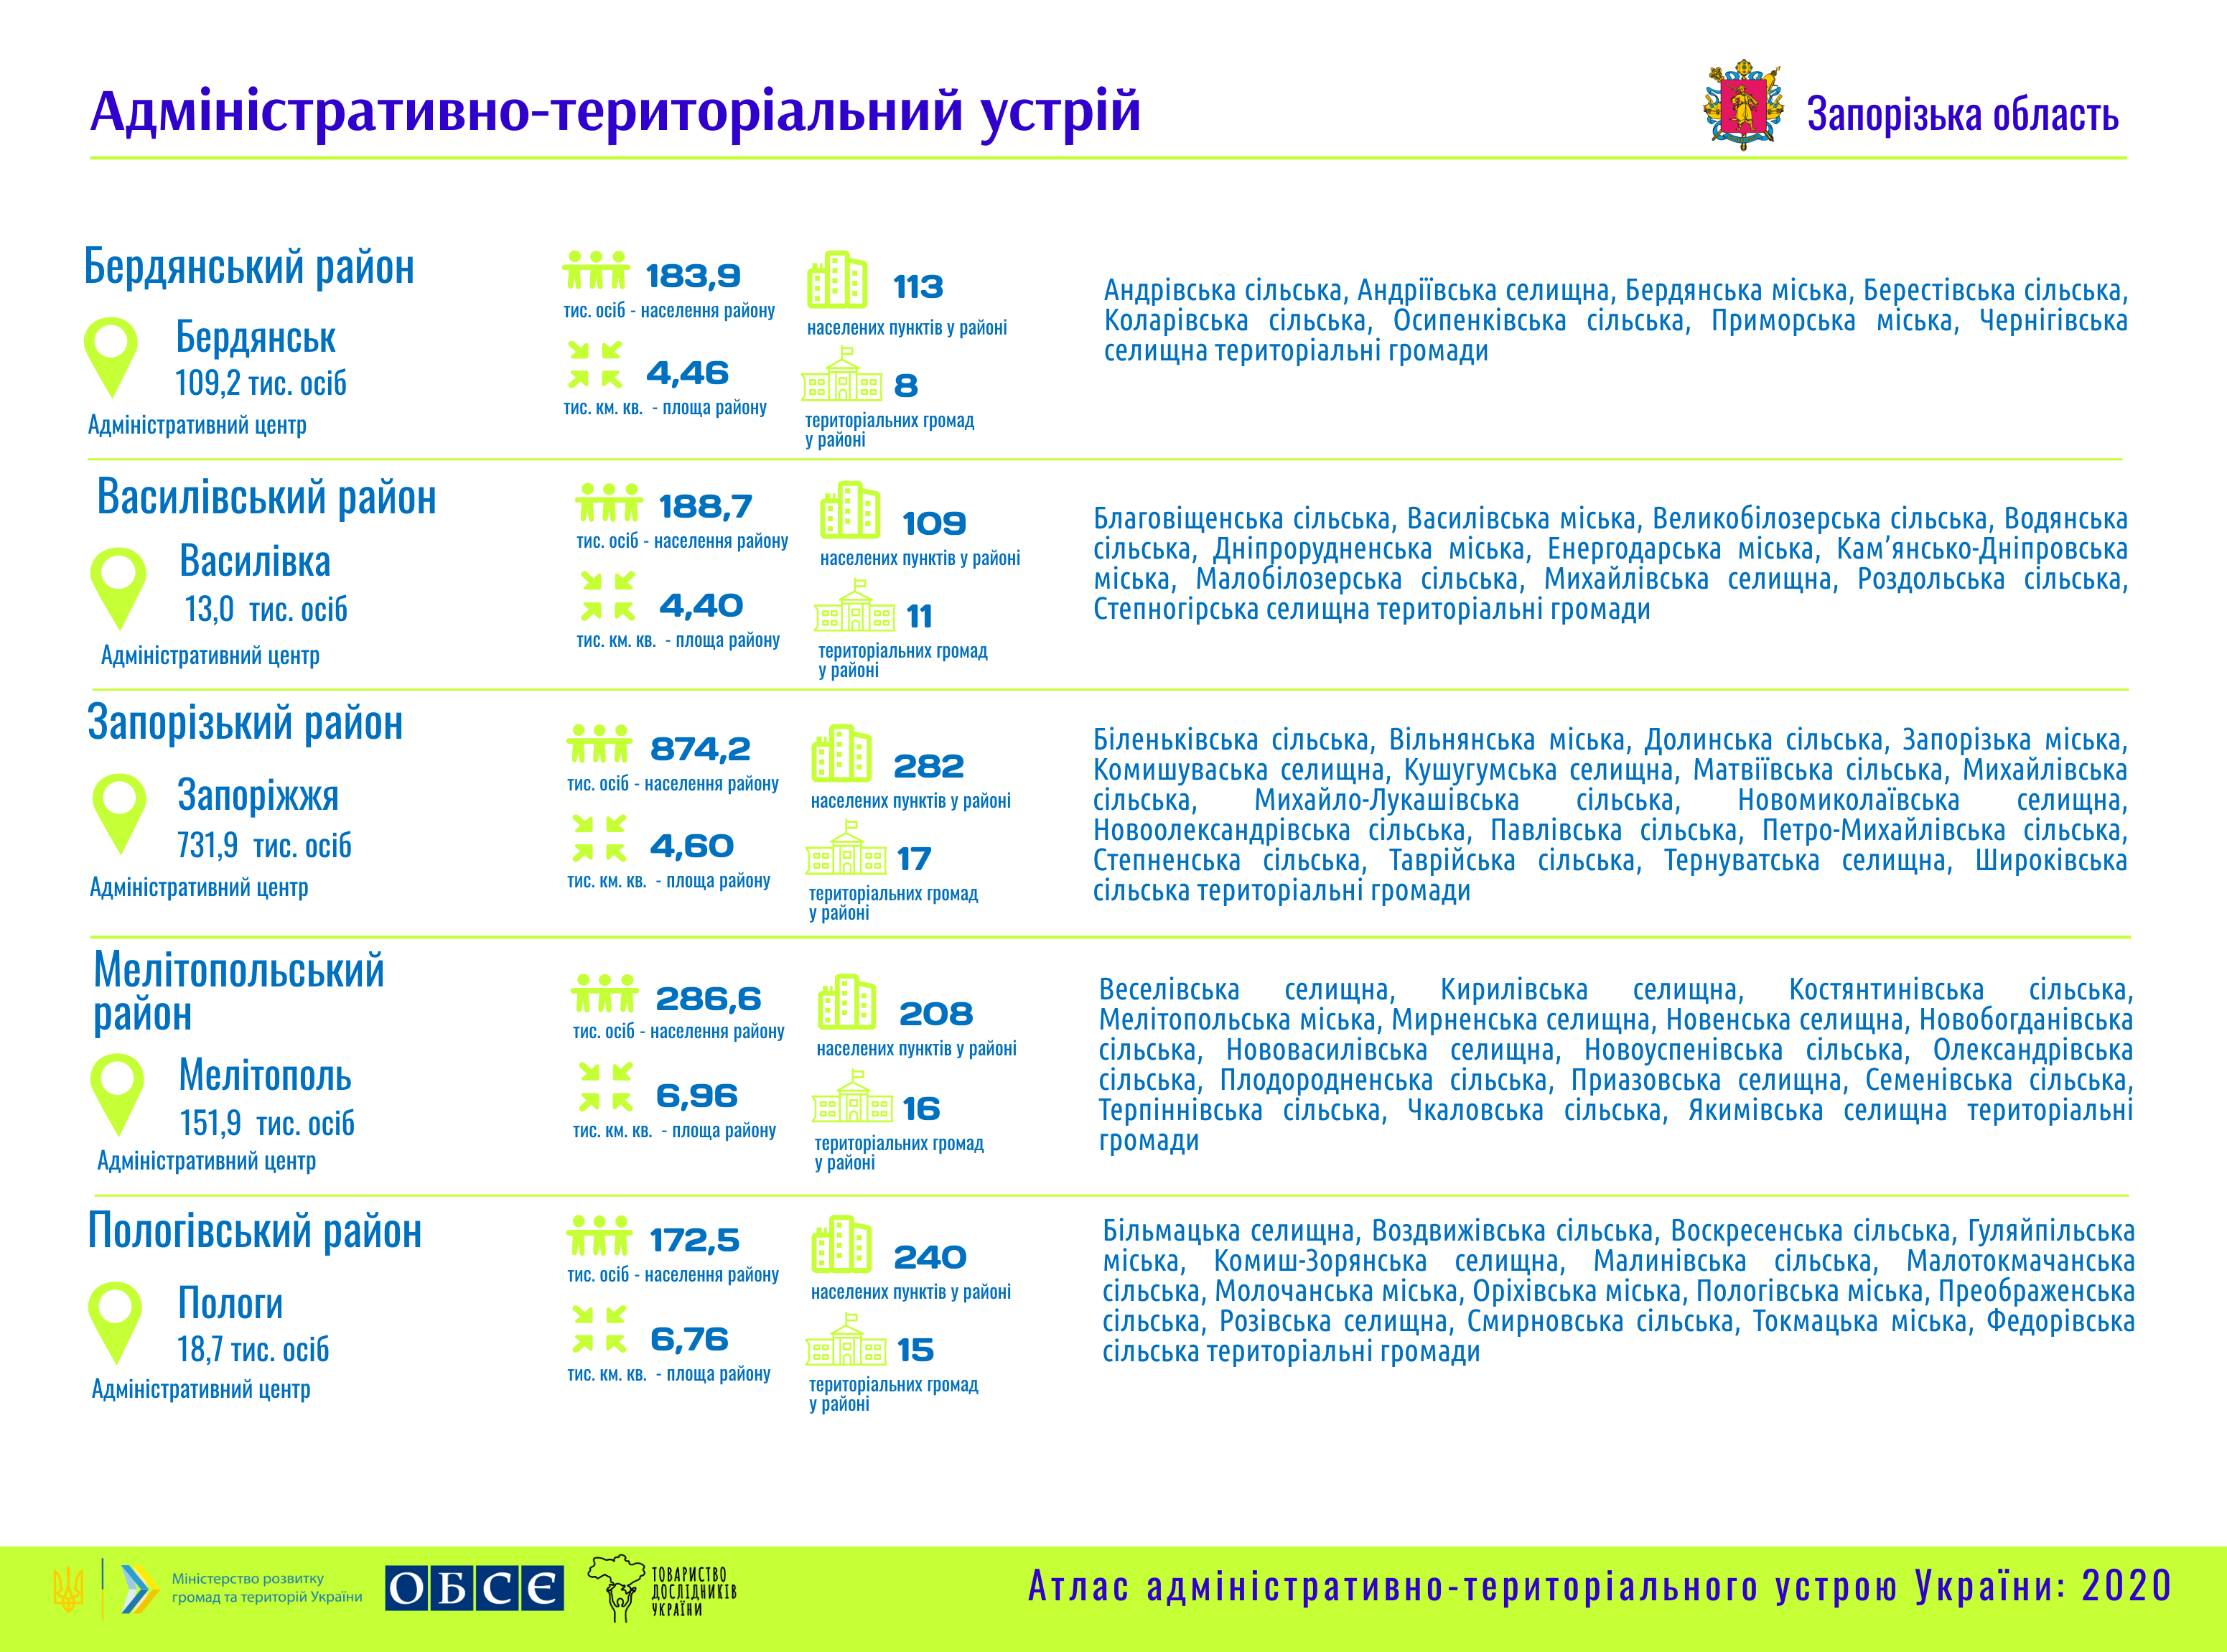 Адміністративно-територіальний устрій
Запорізька область
Бердянський район
Бердянськ
109,2 тис. осіб
Адміністративний центр
183,9
тис. осіб - населення району
4,46
тис. км. кв. - площа району
113
населених пунктів у районі
8
територіальних громад
у районі
Андрівська сільська, Андріївська селищна, Бердянська міська, Берестівська сільська,
Коларівська сільська, Осипенківська сільська, Приморська міська, Чернігівська
селищна територіальні громади
Василівський район
Василівка
13,0 тис. осіб
Адміністративний центр
188,7
тис. осіб - населення району
4,40
тис. км. кв. - площа району
109
населених пунктів у районі
11
територіальних громад
у районі
Благовіщенська сільська, Василівська міська, Великобілозерська сільська, Водянська
сільська, Дніпрорудненська міська, Енергодарська міська, Кам’янсько-Дніпровська
міська, Малобілозерська сільська, Михайлівська селищна, Роздольська сільська,
Степногірська селищна територіальні громади
Запорізький район
Запоріжжя
731,9 тис. осіб
Адміністративний центр
874,2
тис. осіб - населення району
4,60
тис. км. кв. - площа району
282
населених пунктів у районі
17
територіальних громад
у районі
Біленьківська сільська, Вільнянська міська, Долинська сільська, Запорізька міська,
Комишуваська селищна, Кушугумська селищна, Матвіївська сільська, Михайлівська
сільська, Михайло-Лукашівська сільська, Новомиколаївська селищна,
Новоолександрівська сільська, Павлівська сільська, Петро-Михайлівська сільська,
Степненська сільська, Таврійська сільська, Тернуватська селищна, Широківська
сільська територіальні громади
Мелітопольський
район
Мелітополь
151,9 тис. осіб
Адміністративний центр
286,6
тис. осіб - населення району
6,96
тис. км. кв. - площа району
208
населених пунктів у районі
16
територіальних громад
у районі
Веселівська селищна, Кирилівська селищна, Костянтинівська сільська,
Мелітопольська міська, Мирненська селищна, Новенська селищна, Новобогданівська
сільська, Нововасилівська селищна, Новоуспенівська сільська, Олександрівська
сільська, Плодородненська сільська, Приазовська селищна, Семенівська сільська,
Терпіннівська сільська, Чкаловська сільська, Якимівська селищна територіальні
громади
Пологівський район
Пологи
18,7 тис. осіб
Адміністративний центр
172,5
тис. осіб - населення району
6,76
тис. км. кв. - площа району
240
населених пунктів у районі
15
територіальних громад
у районі
Більмацька селищна, Воздвижівська сільська, Воскресенська сільська, Гуляйпільська
міська, Комиш-Зорянська селищна, Малинівська сільська, Малотокмачанська
сільська, Молочанська міська, Оріхівська міська, Пологівська міська, Преображенська
сільська, Розівська селищна, Смирновська сільська, Токмацька міська, Федорівська
сільська територіальні громади
Міністерство розвитку
громад та територій України
ОБСЄ
ТОВАРИСТВО
ДОСЛІДНИКІВ
УКРАЇНИ
Атлас адміністративно-територіального устрою України: 2020